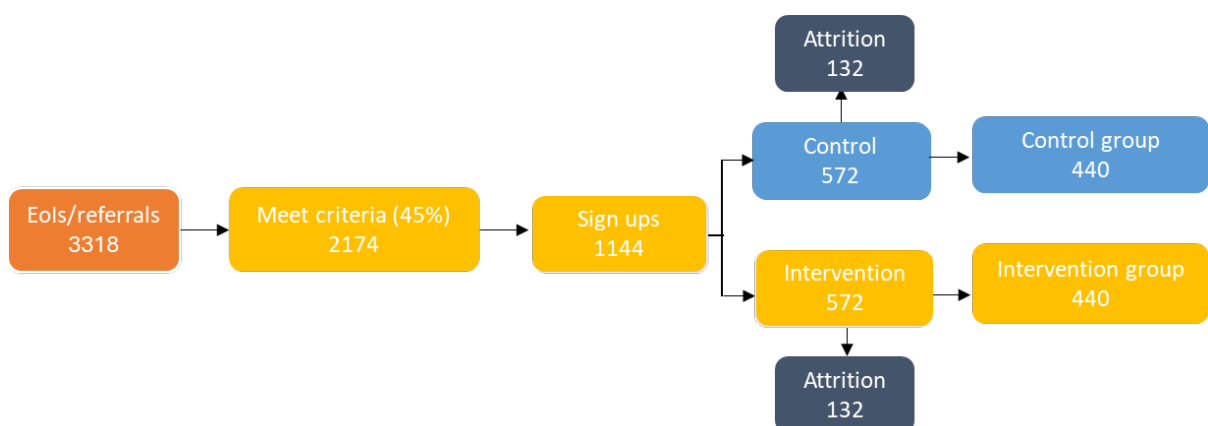 Attrition
132
Control
572
Control group
440
EoIs/referrals
3318
Meet criteria (45%)
2174
Sign ups
1144
Intervention
572
Intervention group
440
Attrition
132